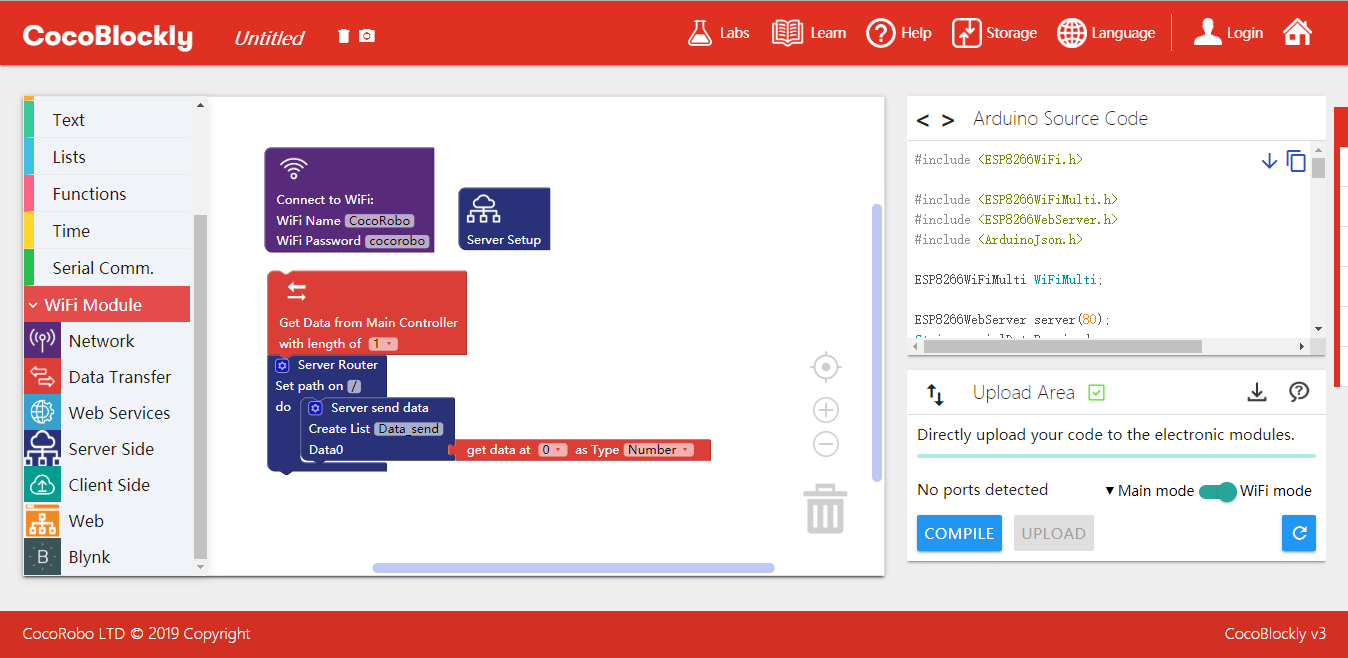 CocoBlockly
Untitled
Labs
Learn
Help
Storage
Language
Login
Text
Lists
Functions
Time
Serial Comm.
WiFi Module
Network
Data Transfer
Web Services
Server Side
Client Side
Web
B Blynk
Connect to WiFi:
WiFi Name CocoRobo
WiFi Password cocorobo
Server Setup
Get Data from Main Controller
with length of 1
Server Router
Set path on /
do
Server send data
Create List Data_send
Data0
get data at 0 as Type Number
< > Arduino Source Code
#include <ESP8266WiFi.h>
#include <ESP8266WiFiMulti.h>
#include <ESP8266WebServer.h>
#include <ArduinoJson.h>
ESP8266WiFiMulti WiFiMulti;
ESP8266WebServer server(80);
Upload Area
Directly upload your code to the electronic modules.
No ports detected
Main mode
WiFi mode
COMPILE
UPLOAD
CocoRobo LTD © 2019 Copyright
CocoBlockly v3